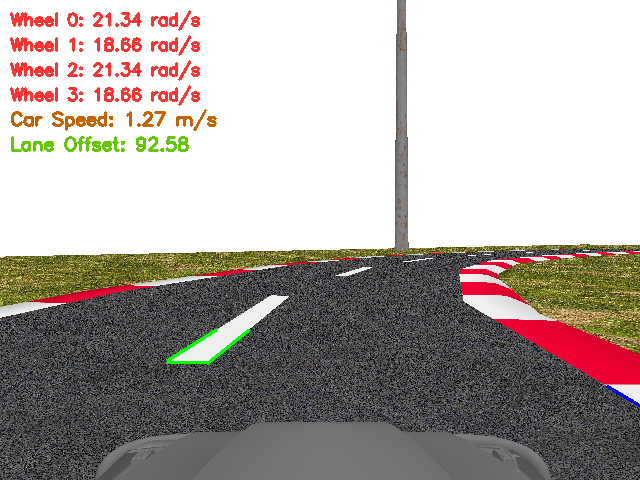 Wheel 0: 21.34 rad/s
Wheel 1: 18.66 rad/s
Wheel 2: 21.34 rad/s
Wheel 3: 18.66 rad/s
Car Speed: 1.27 m/s
Lane Offset: 92.58